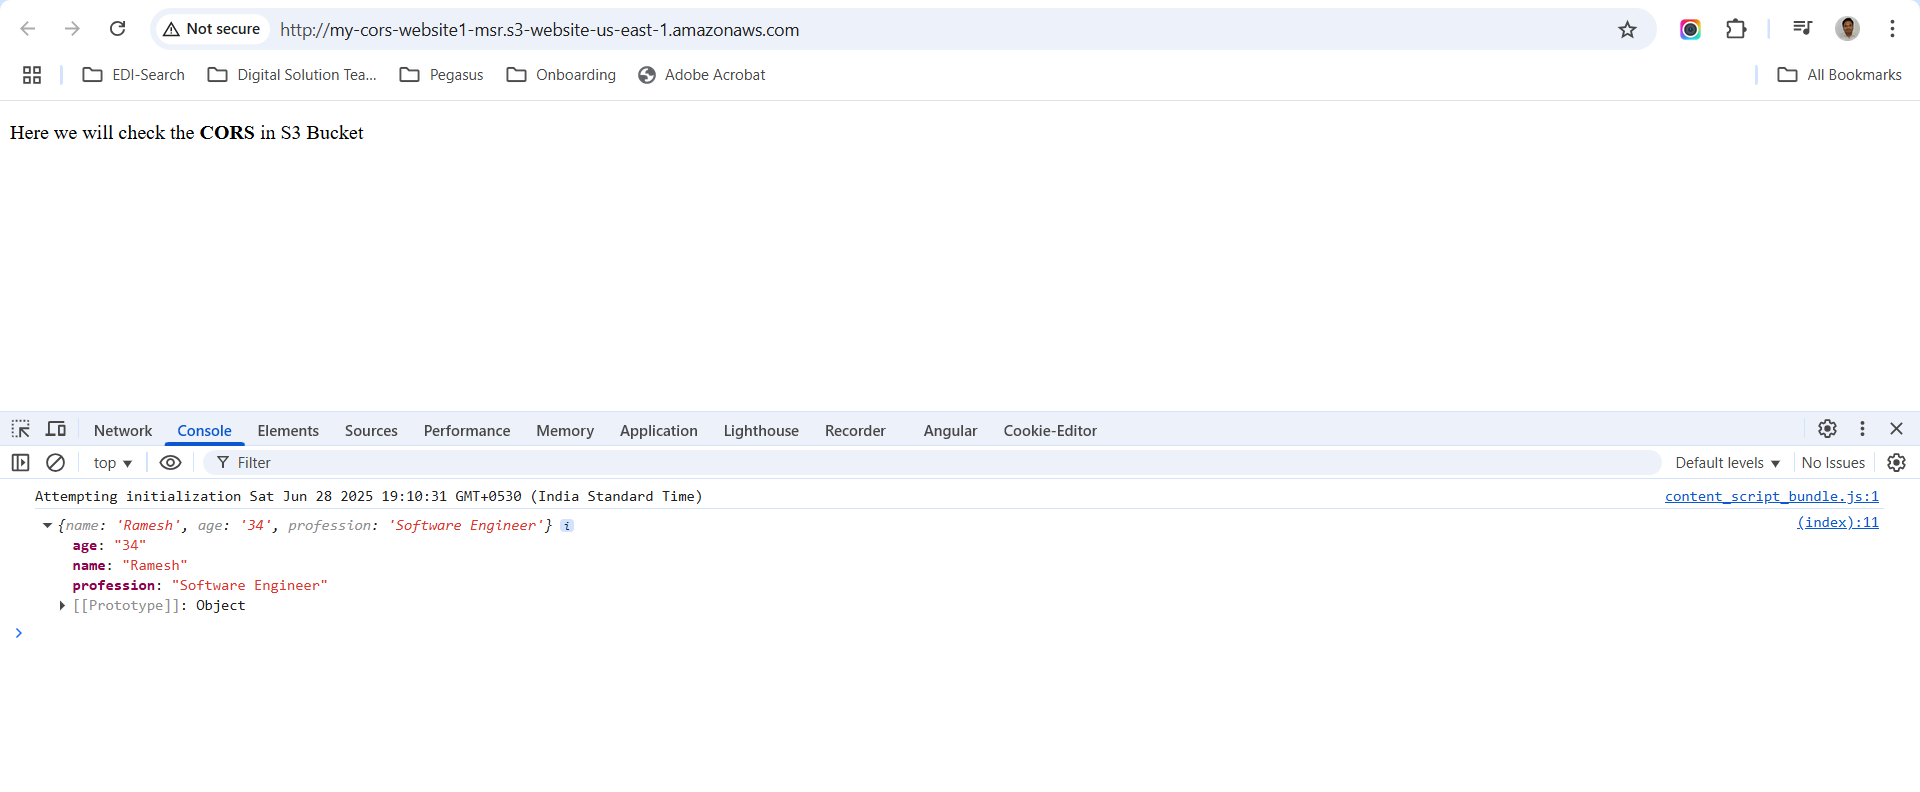 Not secure http://my-cors-website1-msr.s3-website-us-east-1.amazonaws.com
EDI-Search Digital Solution Tea... Pegasus Onboarding Adobe Acrobat All Bookmarks
Here we will check the CORS in S3 Bucket
Network Console Elements Sources Performance Memory Application Lighthouse Recorder Angular Cookie-Editor
top ▼ Filter Default levels ▼ No Issues
Attempting initialization Sat Jun 28 2025 19:10:31 GMT+0530 (India Standard Time) content_script_bundle.js:1
{name: 'Ramesh', age: '34', profession: 'Software Engineer'} i (index):11
age: "34"
name: "Ramesh"
profession: "Software Engineer"
[[Prototype]]: Object